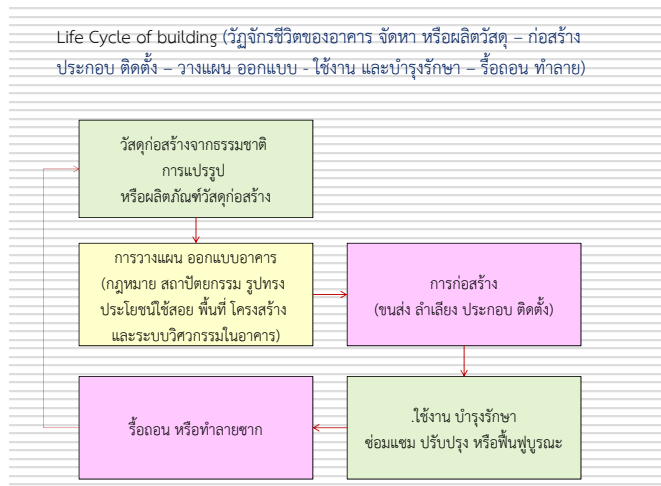 Life Cycle of building (วัฏจักรชีวิตของอาคาร จัดหา หรือผลิตวัสดุ – ก่อสร้าง
ประกอบ ติดตั้ง – วางแผน ออกแบบ - ใช้งาน และบำรุงรักษา – รื้อถอน ทำลาย)
วัสดุก่อสร้างจากธรรมชาติ
การแปรรูป
หรือผลิตภัณฑ์วัสดุก่อสร้าง
การวางแผน ออกแบบอาคาร
(กฎหมาย สถาปัตยกรรม รูปทรง
ประโยชน์ใช้สอย พื้นที่ โครงสร้าง
และระบบวิศวกรรมในอาคาร)
การก่อสร้าง
(ขนส่ง ลำเลียง ประกอบ ติดตั้ง)
รื้อถอน หรือทำลายซาก
.ใช้งาน บำรุงรักษา
ซ่อมแซม ปรับปรุง หรือฟื้นฟูบูรณะ